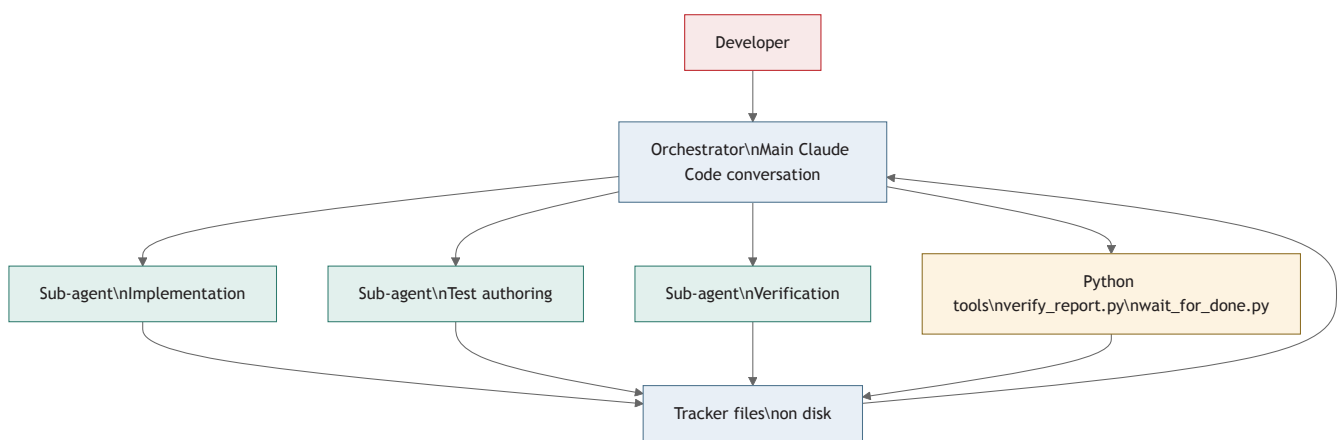 Developer
Orchestrator\nMain Claude
Code conversation
Sub-agent\nImplementation
Sub-agent\nTest authoring
Sub-agent\nVerification
Python
tools\nverify_report.py\nwait_for_done.py
Tracker files\non disk